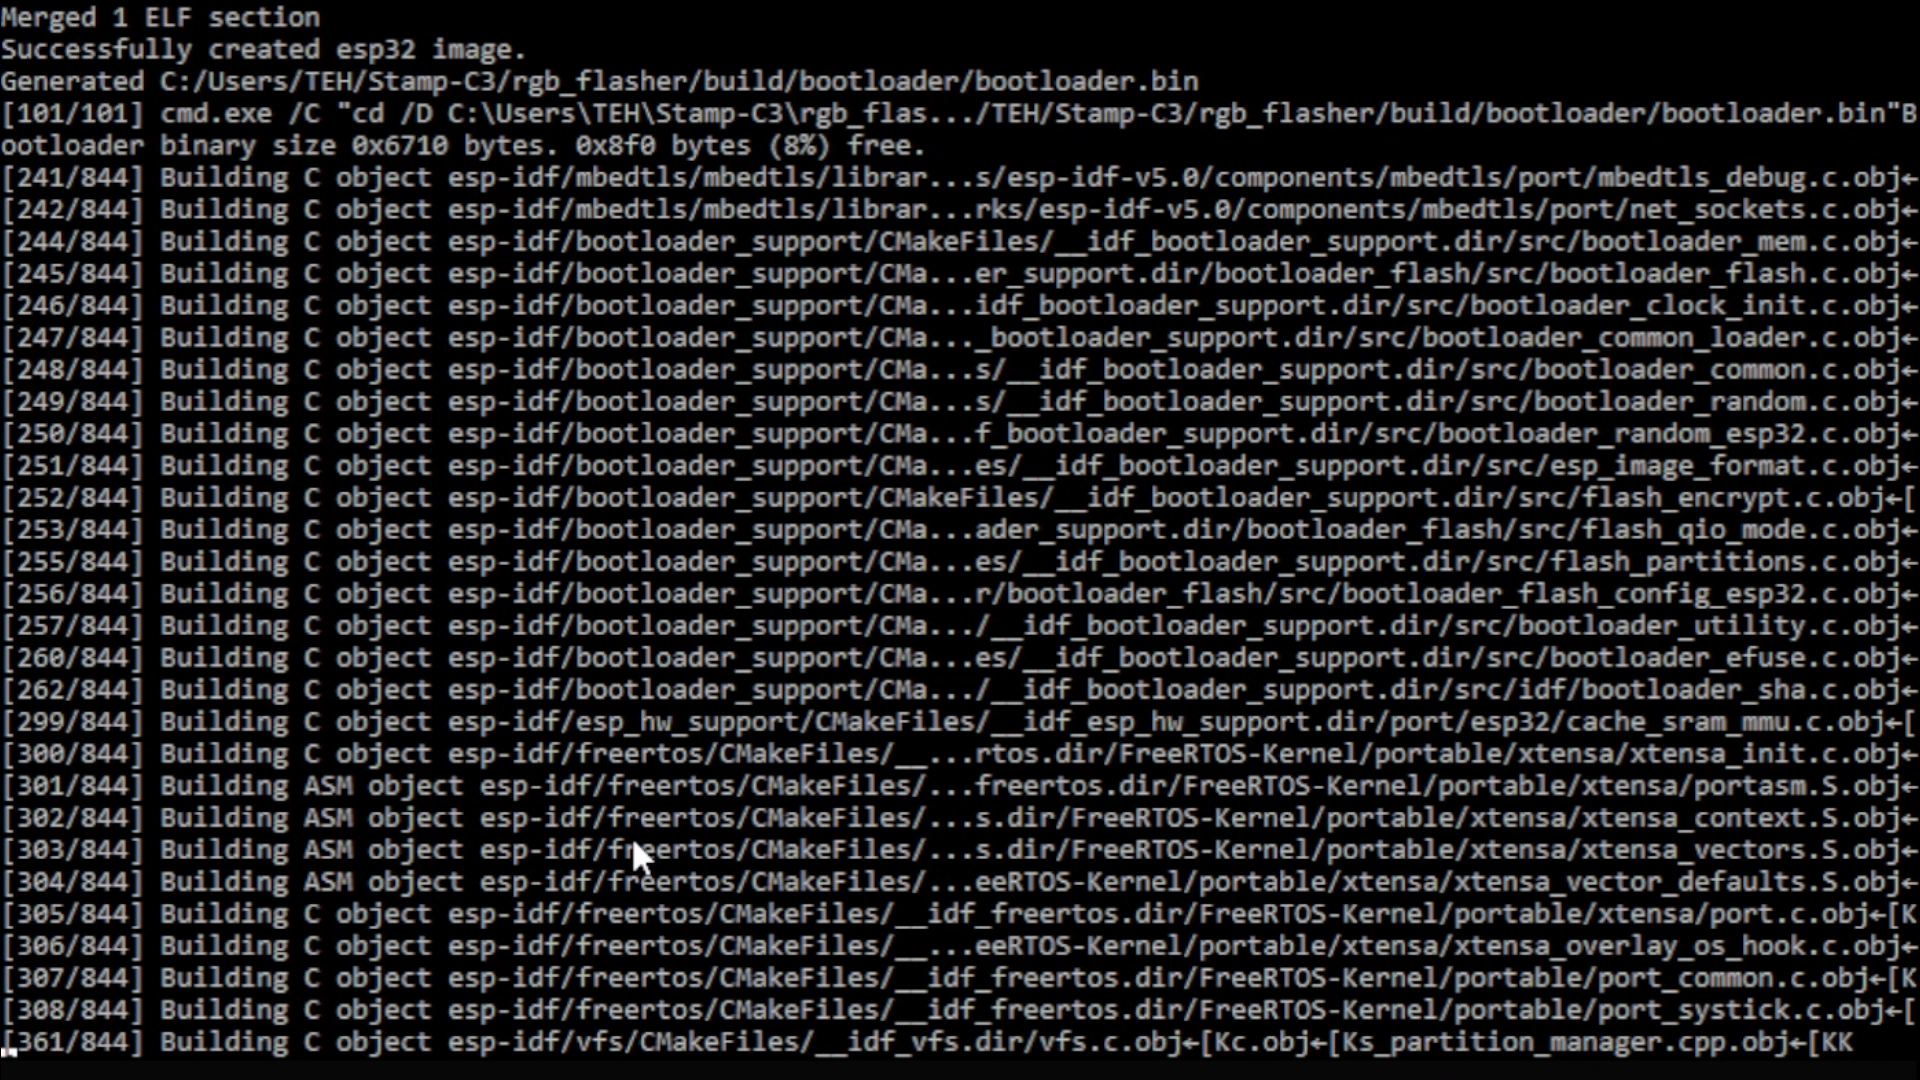 Merged 1 ELF section
Successfully created esp32 image.
Generated C:/Users/TEH/Stamp-C3/rgb_flasher/build/bootloader/bootloader.bin
[101/101] cmd.exe /C "cd /D C:\Users\TEH\Stamp-C3\rgb_flas.../TEH/Stamp-C3/rgb_flasher/build/bootloader/bootloader.bin"B
ootloader binary size 0x6710 bytes. 0x8f0 bytes (8%) free.
[241/844] Building C object esp-idf/mbedtls/mbedtls/librar...s/esp-idf-v5.0/components/mbedtls/port/mbedtls_debug.c.obj←
[242/844] Building C object esp-idf/mbedtls/mbedtls/librar...rks/esp-idf-v5.0/components/mbedtls/port/net_sockets.c.obj←
[244/844] Building C object esp-idf/bootloader_support/CMakeFiles/__idf_bootloader_support.dir/src/bootloader_mem.c.obj←
[245/844] Building C object esp-idf/bootloader_support/CMa...er_support.dir/bootloader_flash/src/bootloader_flash.c.obj←
[246/844] Building C object esp-idf/bootloader_support/CMa...idf_bootloader_support.dir/src/bootloader_clock_init.c.obj←
[247/844] Building C object esp-idf/bootloader_support/CMa..._bootloader_support.dir/src/bootloader_common_loader.c.obj←
[248/844] Building C object esp-idf/bootloader_support/CMa...s/__idf_bootloader_support.dir/src/bootloader_common.c.obj←
[249/844] Building C object esp-idf/bootloader_support/CMa...s/__idf_bootloader_support.dir/src/bootloader_random.c.obj←
[250/844] Building C object esp-idf/bootloader_support/CMa...f_bootloader_support.dir/src/bootloader_random_esp32.c.obj←
[251/844] Building C object esp-idf/bootloader_support/CMa...es/__idf_bootloader_support.dir/src/esp_image_format.c.obj←
[252/844] Building C object esp-idf/bootloader_support/CMakeFiles/__idf_bootloader_support.dir/src/flash_encrypt.c.obj←[
[253/844] Building C object esp-idf/bootloader_support/CMa...ader_support.dir/bootloader_flash/src/flash_qio_mode.c.obj←
[255/844] Building C object esp-idf/bootloader_support/CMa...es/__idf_bootloader_support.dir/src/flash_partitions.c.obj←
[256/844] Building C object esp-idf/bootloader_support/CMa...r/bootloader_flash/src/bootloader_flash_config_esp32.c.obj←
[257/844] Building C object esp-idf/bootloader_support/CMa.../__idf_bootloader_support.dir/src/bootloader_utility.c.obj←
[260/844] Building C object esp-idf/bootloader_support/CMa...es/__idf_bootloader_support.dir/src/bootloader_efuse.c.obj←
[262/844] Building C object esp-idf/bootloader_support/CMa.../__idf_bootloader_support.dir/src/idf/bootloader_sha.c.obj←
[299/844] Building C object esp-idf/esp_hw_support/CMakeFiles/__idf_esp_hw_support.dir/port/esp32/cache_sram_mmu.c.obj←[
[300/844] Building C object esp-idf/freertos/CMakeFiles/__...rtos.dir/FreeRTOS-Kernel/portable/xtensa/xtensa_init.c.obj←
[301/844] Building ASM object esp-idf/freertos/CMakeFiles/...freertos.dir/FreeRTOS-Kernel/portable/xtensa/portasm.S.obj←
[302/844] Building ASM object esp-idf/freertos/CMakeFiles/...s.dir/FreeRTOS-Kernel/portable/xtensa/xtensa_context.S.obj←
[303/844] Building ASM object esp-idf/freertos/CMakeFiles/...s.dir/FreeRTOS-Kernel/portable/xtensa/xtensa_vectors.S.obj←
[304/844] Building ASM object esp-idf/freertos/CMakeFiles/...eeRTOS-Kernel/portable/xtensa/xtensa_vector_defaults.S.obj←
[305/844] Building C object esp-idf/freertos/CMakeFiles/__idf_freertos.dir/FreeRTOS-Kernel/portable/xtensa/port.c.obj←[K
[306/844] Building C object esp-idf/freertos/CMakeFiles/__...eeRTOS-Kernel/portable/xtensa/xtensa_overlay_os_hook.c.obj←
[307/844] Building C object esp-idf/freertos/CMakeFiles/__idf_freertos.dir/FreeRTOS-Kernel/portable/port_common.c.obj←[K
[308/844] Building C object esp-idf/freertos/CMakeFiles/__idf_freertos.dir/FreeRTOS-Kernel/portable/port_systick.c.obj←[
[361/844] Building C object esp-idf/vfs/CMakeFiles/__idf_vfs.dir/vfs.c.obj←[Kc.obj←[Ks_partition_manager.cpp.obj←[KK